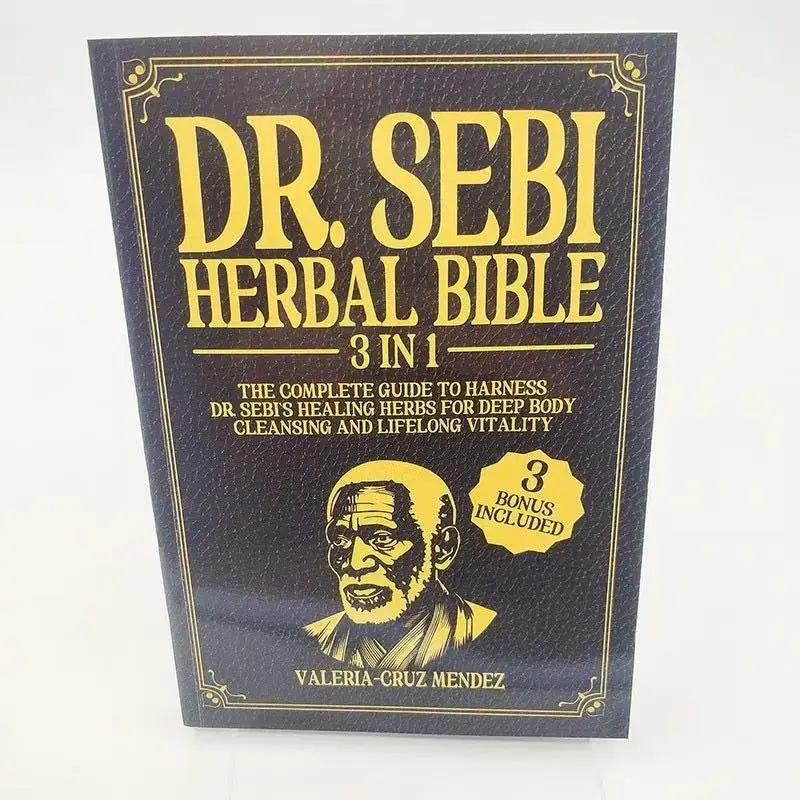 DR. SEBI
HERBAL BIBLE
3 IN 1
THE COMPLETE GUIDE TO HARNESS
DR. SEBI'S HEALING HERBS FOR DEEP BODY
CLEANSING AND LIFELONG VITALITY
3
BONUS
INCLUDED
VALERIA-CRUZ MENDEZ